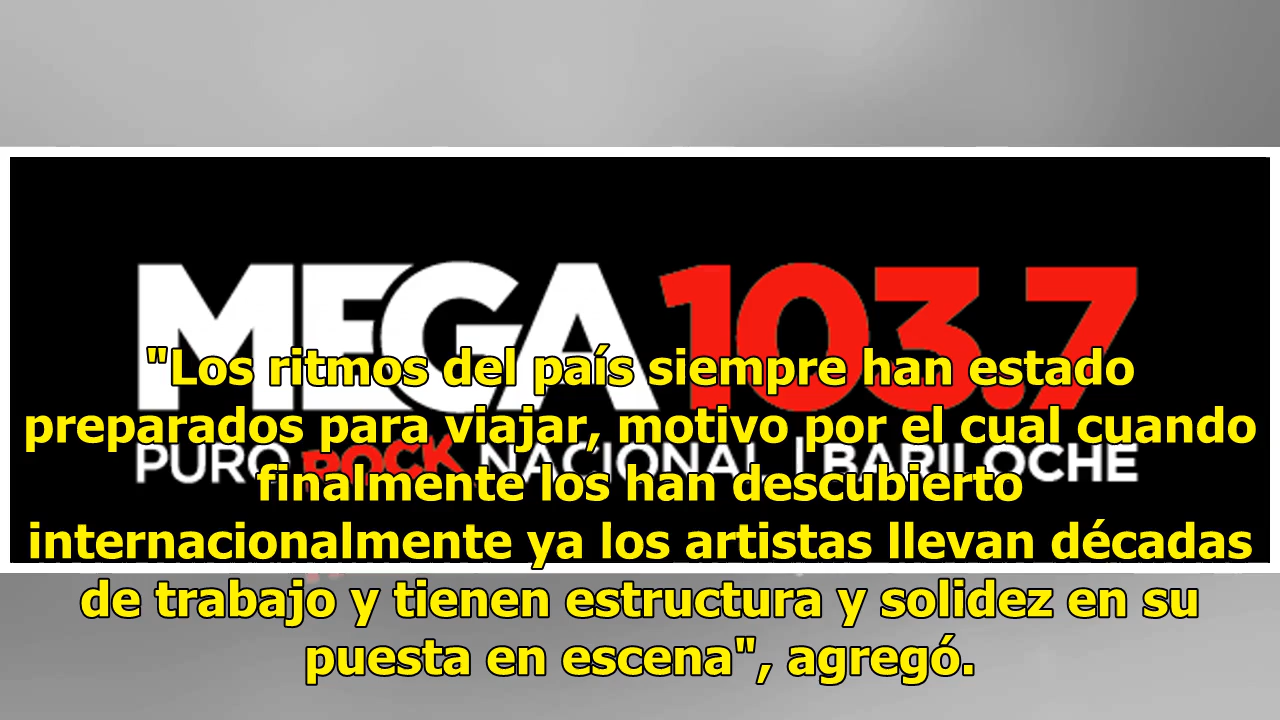 MEGA 103.7
PURO ROCK NACIONAL | BARILOCHE
"Los ritmos del país siempre han estado
preparados para viajar, motivo por el cual cuando
finalmente los han descubierto
internacionalmente ya los artistas llevan décadas
de trabajo y tienen estructura y solidez en su
puesta en escena", agregó.